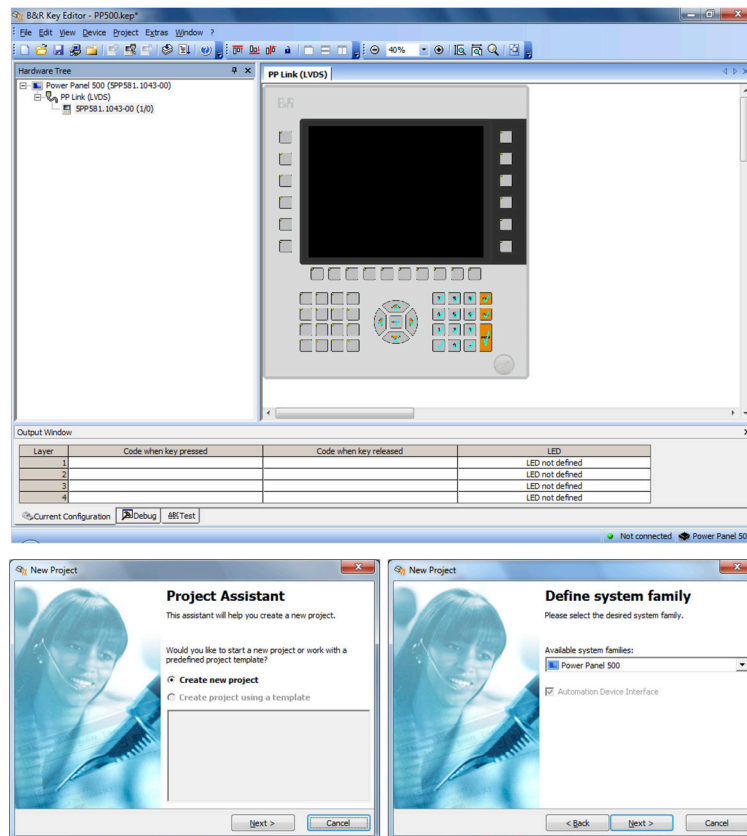 B&R Key Editor - PP500.kep*
File Edit View Device Project Extras Window ?
40%
Hardware Tree
PP Link (LVDS)
Power Panel 500 (5PP581.1043-00)
PP Link (LVDS)
5PP581.1043-00 (1/0)
B&R
Output Window
Layer Code when key pressed Code when key released LED
1 LED not defined
2 LED not defined
3 LED not defined
4 LED not defined
Current Configuration Debug Test
Not connected Power Panel 50
New Project
Project Assistant
This assistant will help you create a new project.
Would you like to start a new project or work with a
predefined project template?
Create new project
Create project using a template
Next > Cancel
New Project
Define system family
Please select the desired system family.
Available system families:
Power Panel 500
Automation Device Interface
< Back Next > Cancel